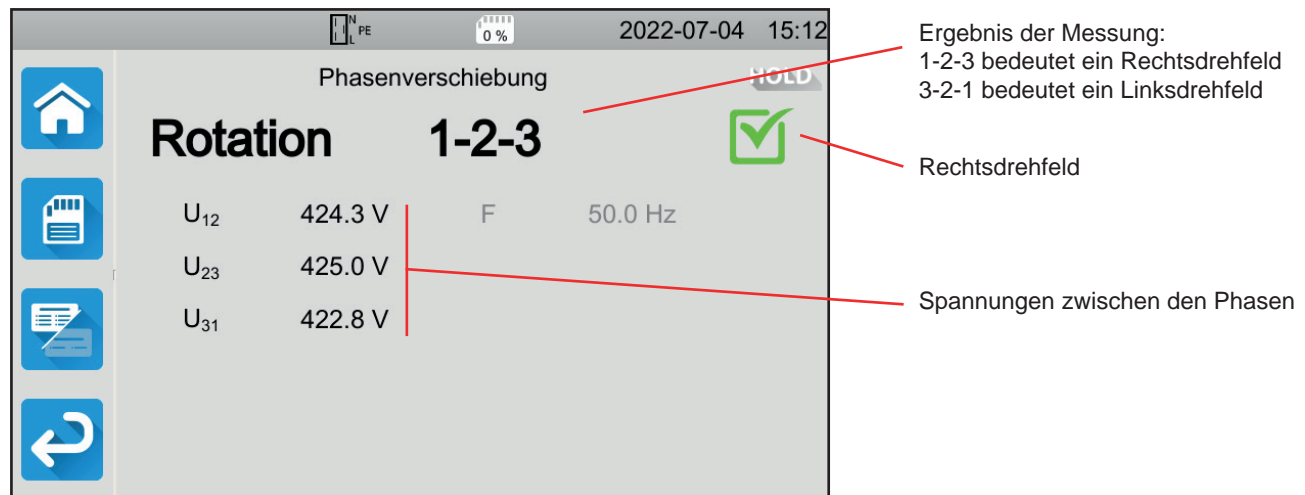 N
PE
L
0 %
2022-07-04 15:12
Phasenverschiebung
HOLD
Rotation 1-2-3
U12 424.3 V F 50.0 Hz
U23 425.0 V
U31 422.8 V
Ergebnis der Messung:
1-2-3 bedeutet ein Rechtsdrehfeld
3-2-1 bedeutet ein Linksdrehfeld
Rechtsdrehfeld
Spannungen zwischen den Phasen